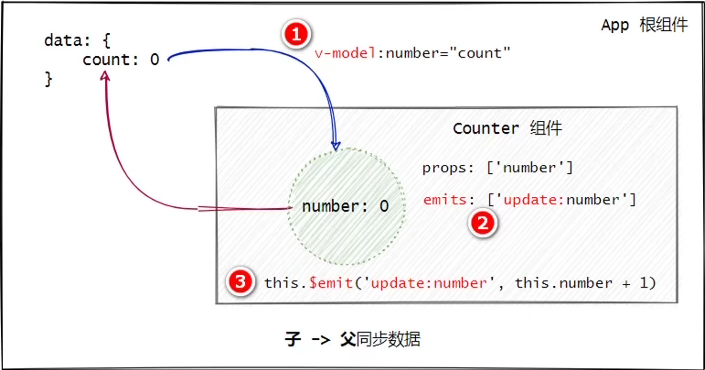 App 根组件
data: {
count: 0
}
1
v-model:number="count"
Counter 组件
props: ['number']
emits: ['update:number']
2
number: 0
3
this.$emit('update:number', this.number + 1)
子 -> 父同步数据